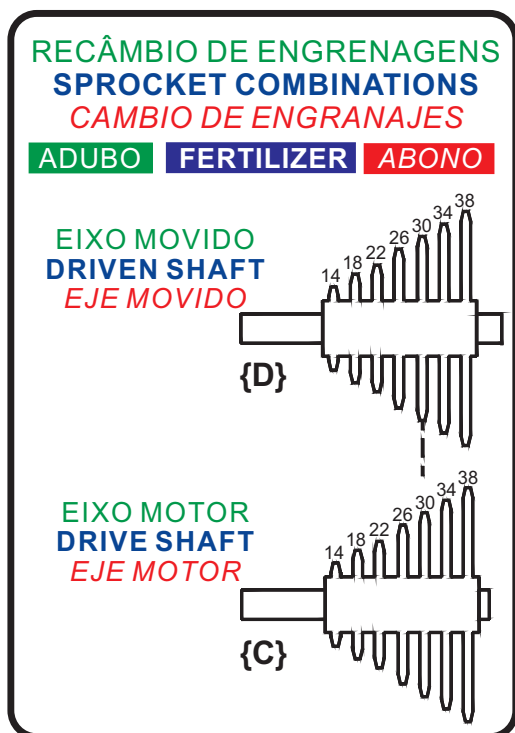 RECÂMBIO DE ENGRENAGENS
SPROCKET COMBINATIONS
CAMBIO DE ENGRANAJES
ADUBO FERTILIZER ABONO
EIXO MOVIDO
DRIVEN SHAFT
EJE MOVIDO
14 18 22 26 30 34 38
{D}
EIXO MOTOR
DRIVE SHAFT
EJE MOTOR
14 18 22 26 30 34 38
{C}